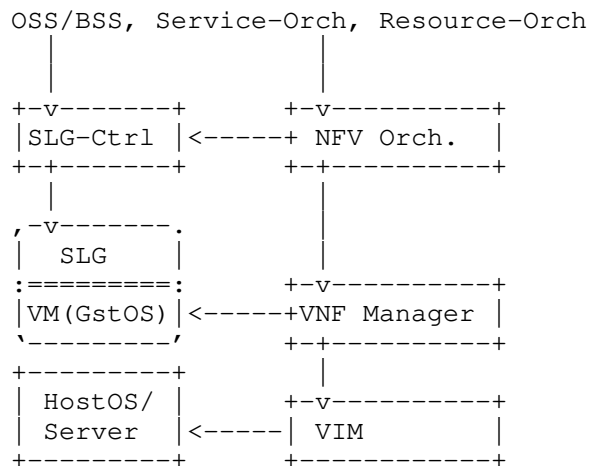 OSS/BSS, Service-Orch, Resource-Orch
SLG-Ctrl NFV Orch.
SLG
VM(GstOS) VNF Manager
HostOS/
Server VIM